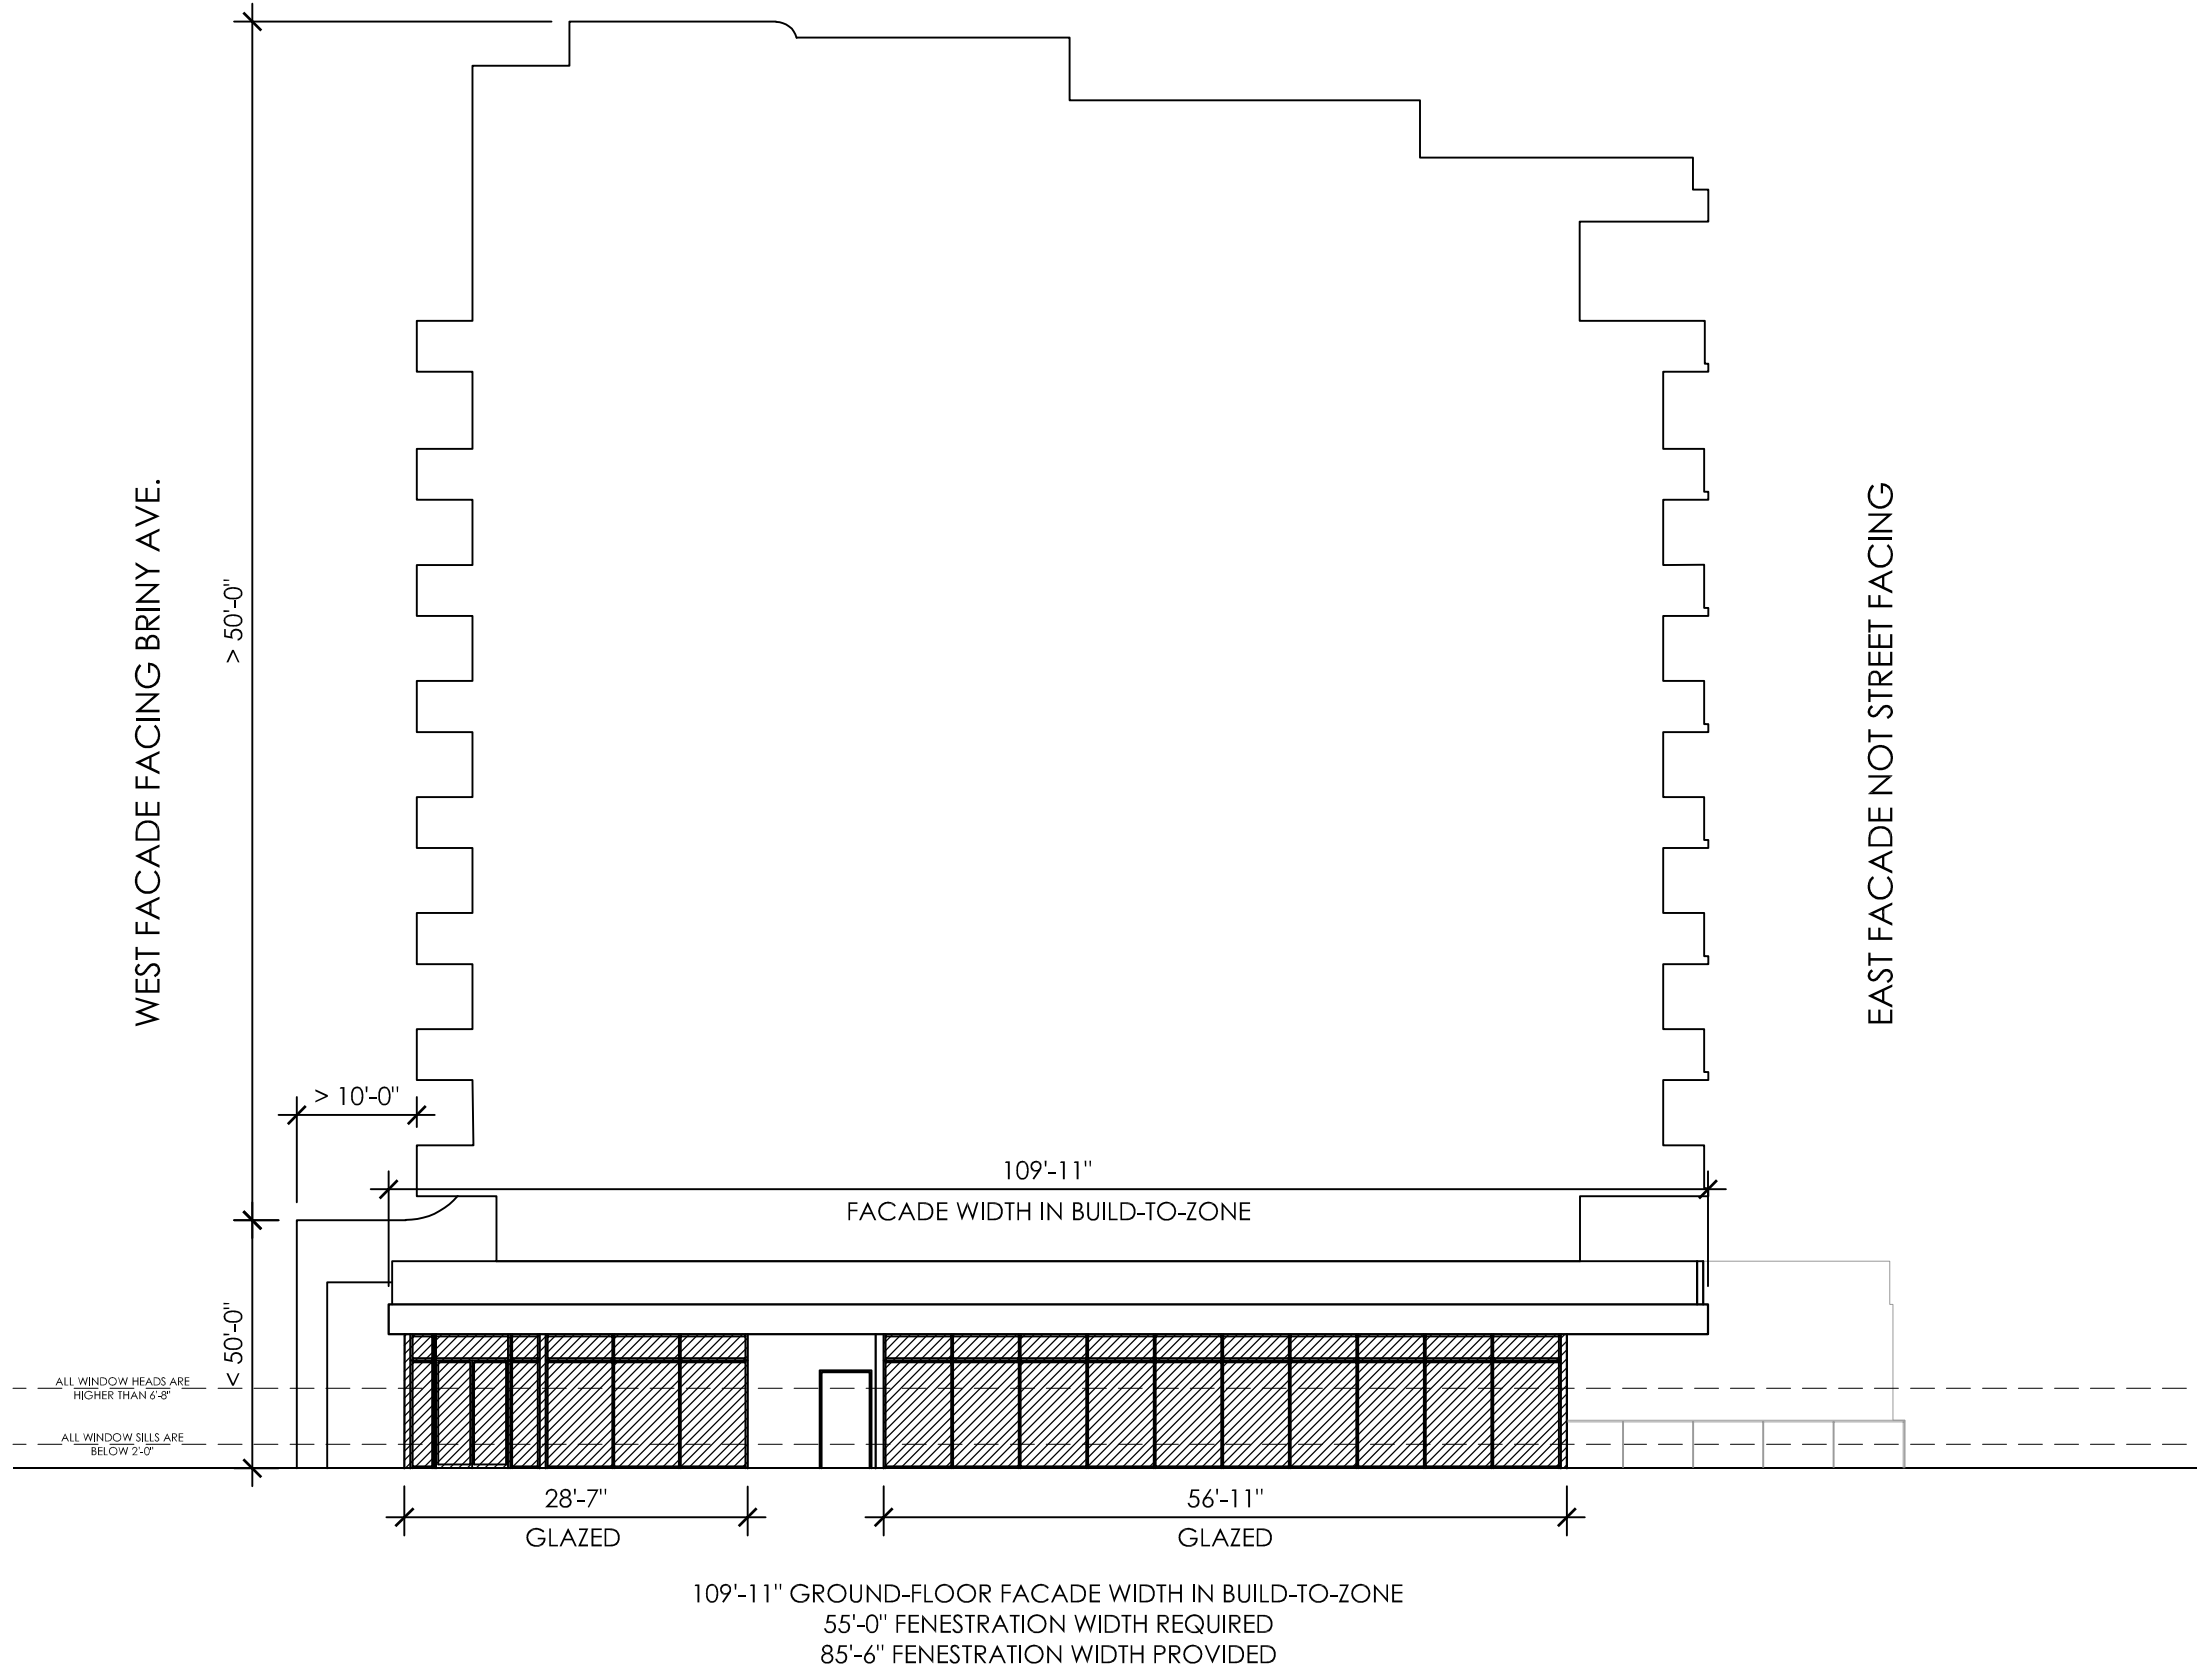 WEST FACADE FACING BRINY AVE.
> 50'-0"
EAST FACADE NOT STREET FACING
> 10'-0"
109'-11"
FACADE WIDTH IN BUILD-TO-ZONE
< 50'-0"
ALL WINDOW HEADS ARE
HIGHER THAN 6'-8"
ALL WINDOW SILLS ARE
BELOW 2'-0"
28'-7"
GLAZED
56'-11"
GLAZED
109'-11" GROUND-FLOOR FACADE WIDTH IN BUILD-TO-ZONE
55'-0" FENESTRATION WIDTH REQUIRED
85'-6" FENESTRATION WIDTH PROVIDED